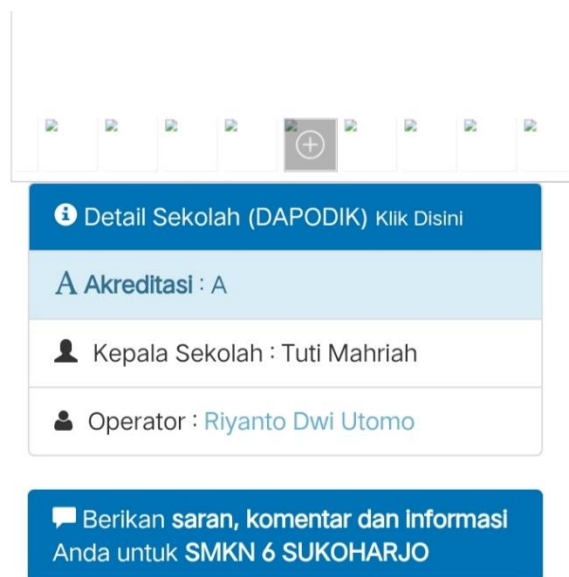 Detail Sekolah (DAPODIK) Klik Disini
A Akreditasi : A
Kepala Sekolah : Tuti Mahriah
Operator : Riyanto Dwi Utomo
Berikan saran, komentar dan informasi
Anda untuk SMKN 6 SUKOHARJO